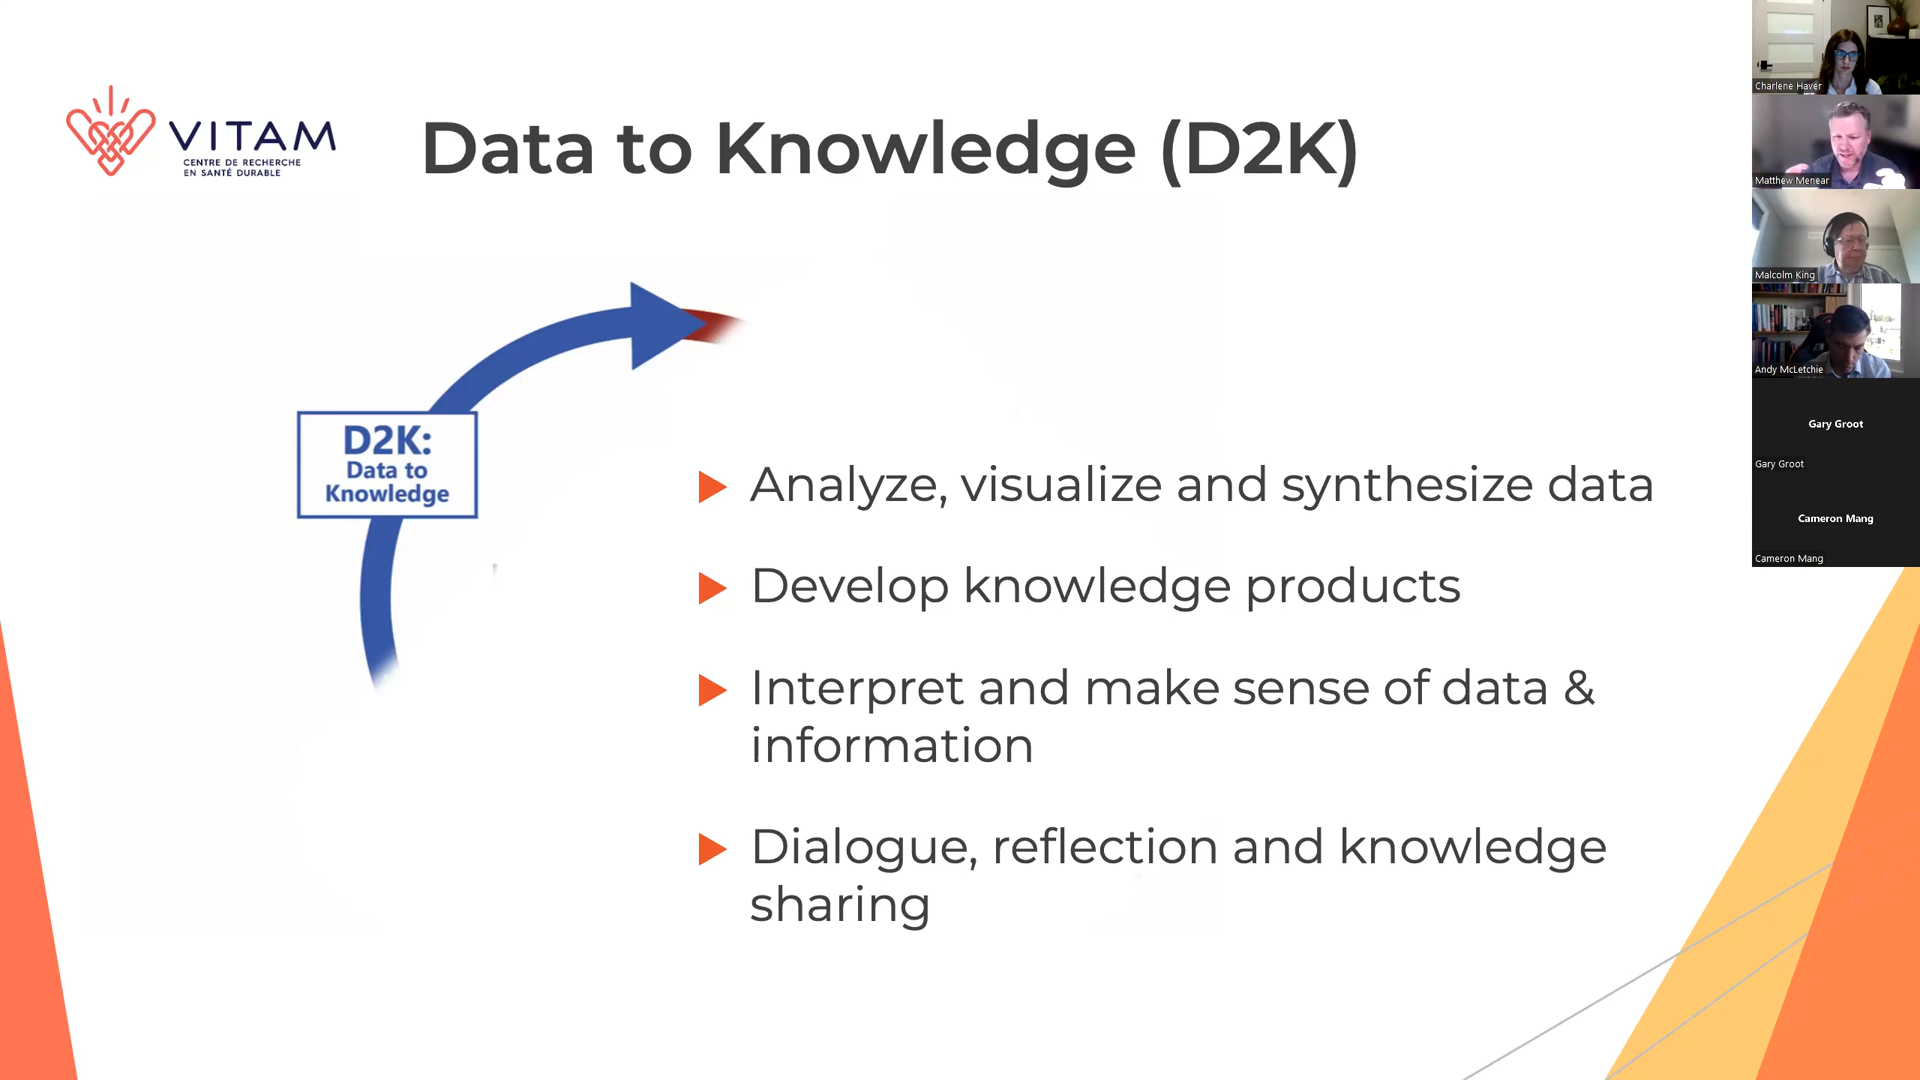 VITAM
CENTRE DE RECHERCHE
EN SANTÉ DURABLE
Data to Knowledge (D2K)
D2K:
Data to
Knowledge
Analyze, visualize and synthesize data
Develop knowledge products
Interpret and make sense of data &
information
Dialogue, reflection and knowledge
sharing
Charlene Haver
Matthew Menear
Malcolm King
Andy McLetchie
Gary Groot
Gary Groot
Cameron Mang
Cameron Mang